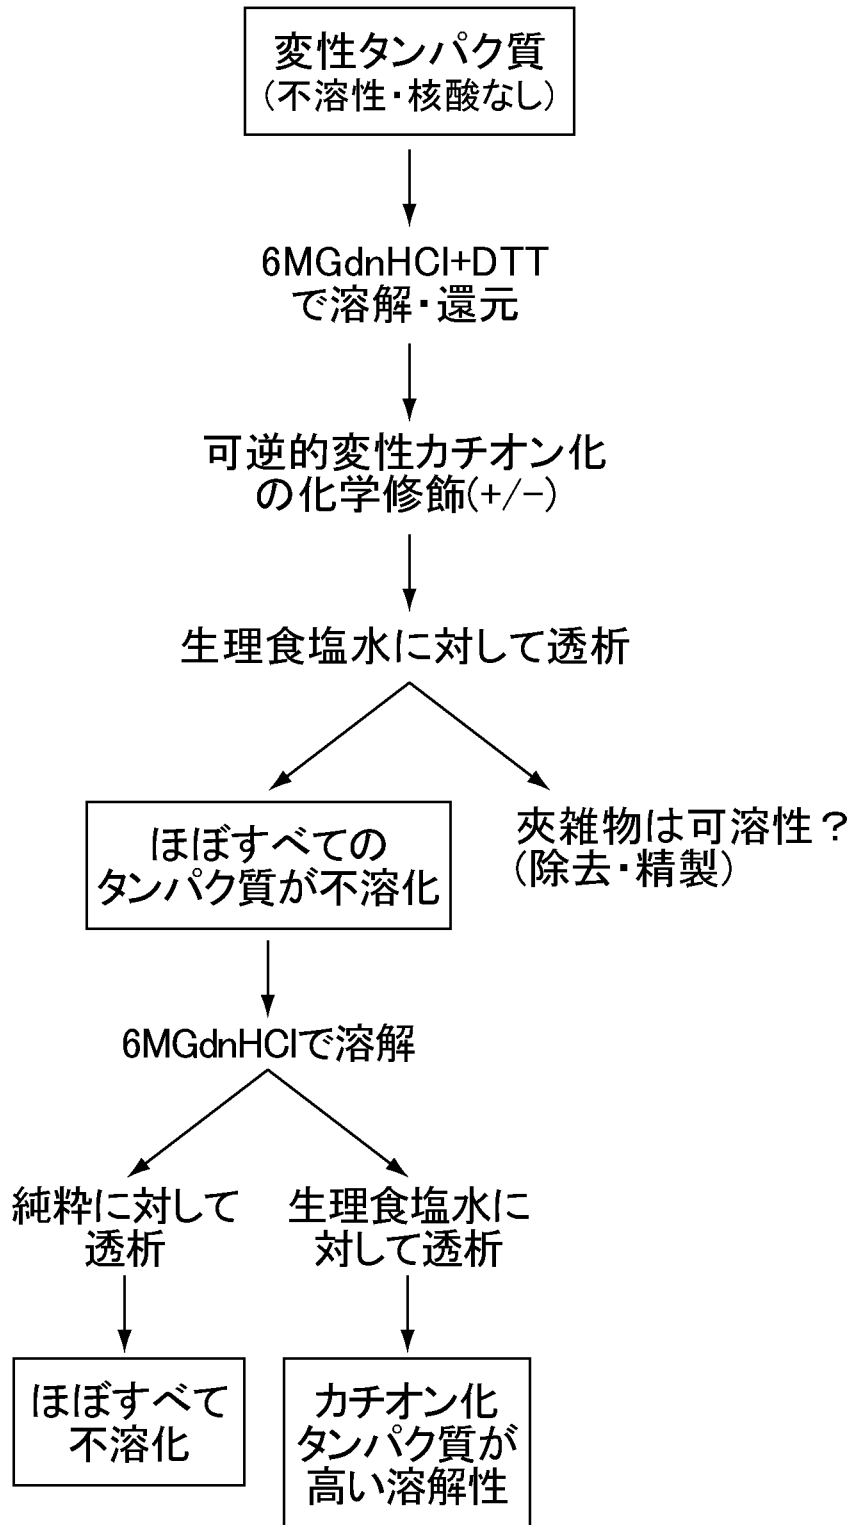 変性タンパク質
(不溶性・核酸なし)
6MGdnHCl+DTT
で溶解・還元
可逆的変性カチオン化
の化学修飾(+/-)
生理食塩水に対して透析
ほぼすべての
タンパク質が不溶化
夾雑物は可溶性？
(除去・精製)
6MGdnHClで溶解
純粋に対して
透析
生理食塩水に
対して透析
ほぼすべて
不溶化
カチオン化
タンパク質が
高い溶解性